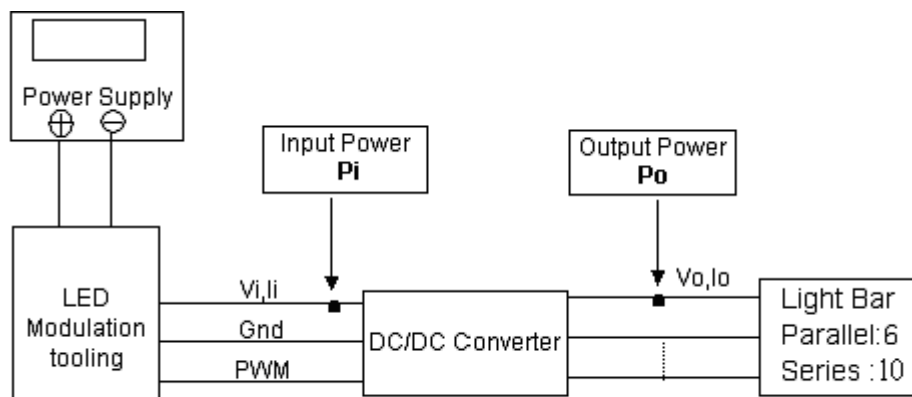 Power Supply
Input Power
Pi
Output Power
Po
LED
Modulation
tooling
Vi,Ii
Gnd
PWM
DC/DC Converter
Vo,Io
Light Bar
Parallel:6
Series :10